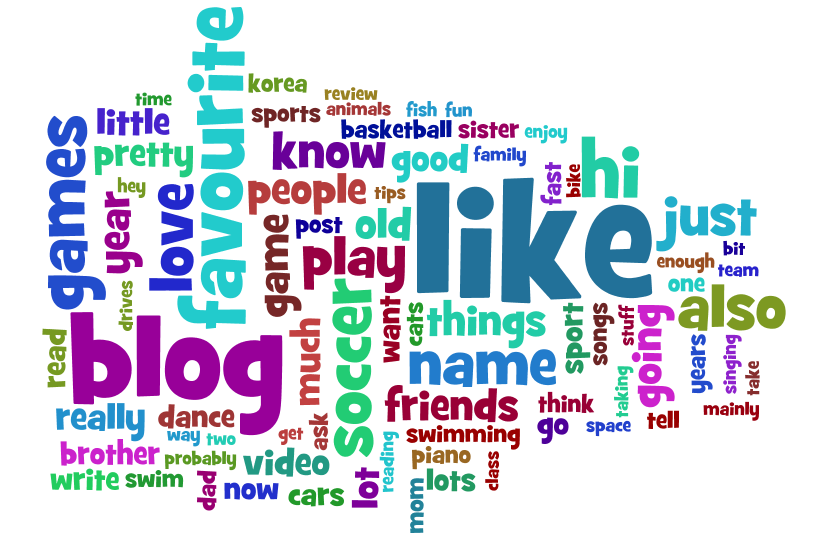 favourite
korea
review
time
sports
animals
fish
fun
little
basketball
sister
enjoy
games
pretty
know
good
family
hi
hey
people
tips
fast
bike
like
year
love
game
post
old
just
play
bit
enough
team
one
drives
soccer
want
cats
things
sport
songs
stuff
going
also
read
blog
much
name
years
singing
taking
take
really
dance
friends
think
mainly
way
two
get
ask
swimming
go
space
tell
brother
probably
video
reading
piano
class
write
swim
dad
now
cars
lot
mom
lots